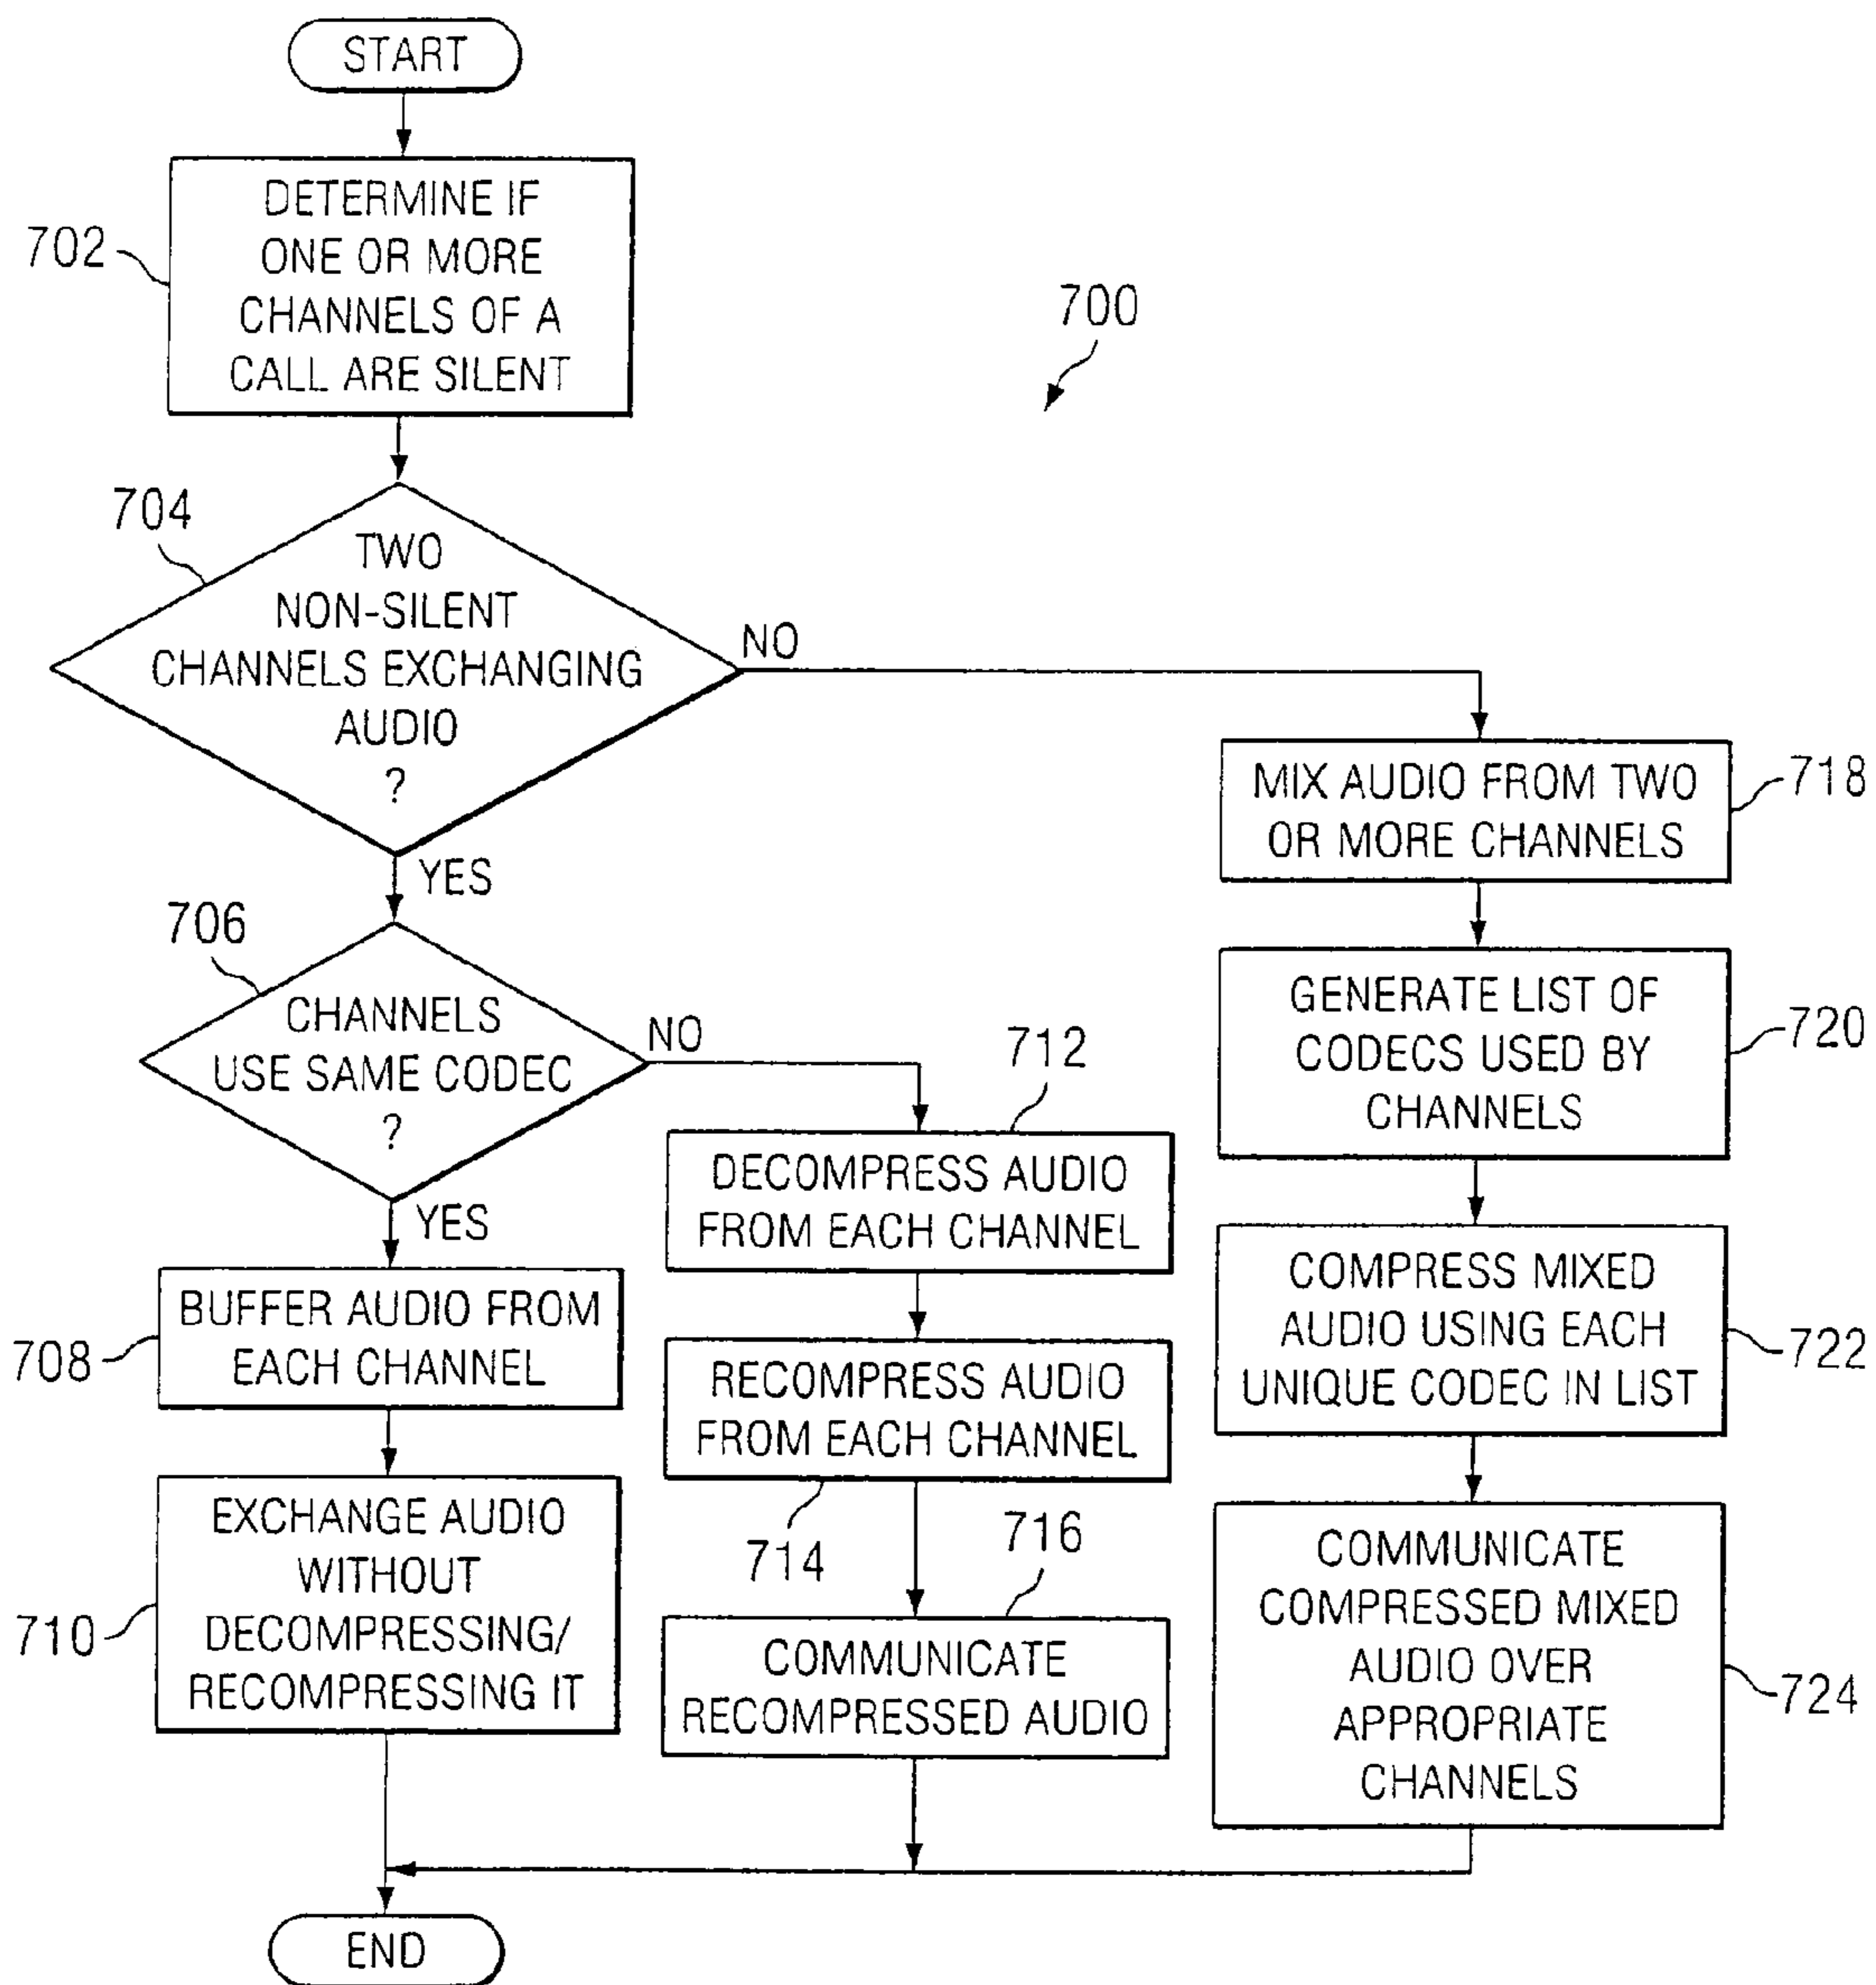 START
702
DETERMINE IF
ONE OR MORE
CHANNELS OF A
CALL ARE SILENT
700
704
TWO
NON-SILENT
CHANNELS EXCHANGING
AUDIO
?
NO
YES
706
CHANNELS
USE SAME CODEC
?
NO
YES
708
BUFFER AUDIO FROM
EACH CHANNEL
710
EXCHANGE AUDIO
WITHOUT
DECOMPRESSING/
RECOMPRESSING IT
712
DECOMPRESS AUDIO
FROM EACH CHANNEL
RECOMPRESS AUDIO
FROM EACH CHANNEL
714
716
COMMUNICATE
RECOMPRESSED AUDIO
MIX AUDIO FROM TWO
OR MORE CHANNELS
718
GENERATE LIST OF
CODECS USED BY
CHANNELS
720
COMPRESS MIXED
AUDIO USING EACH
UNIQUE CODEC IN LIST
722
COMMUNICATE
COMPRESSED MIXED
AUDIO OVER
APPROPRIATE
CHANNELS
724
END